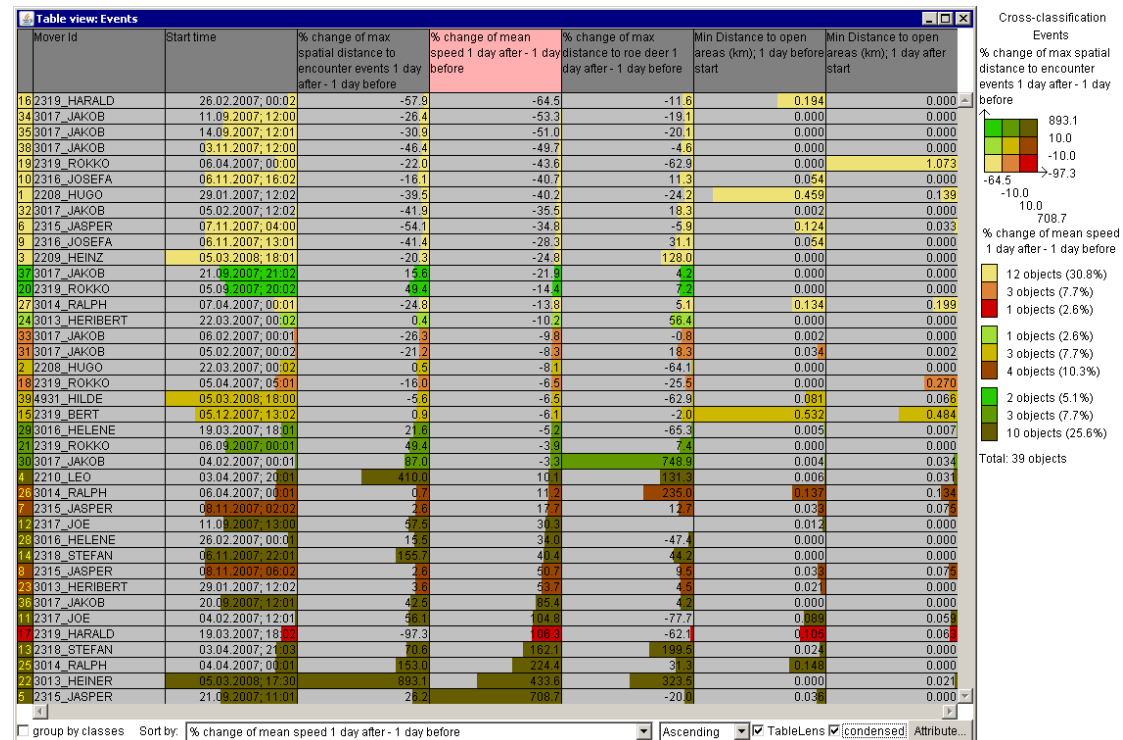 Table view: Events
Mover Id Start time % change of max spatial distance to encounter events 1 day after - 1 day before % change of mean speed 1 day after - 1 day before % change of max distance to roe deer 1 day after - 1 day before Min Distance to open areas (km); 1 day before start Min Distance to open areas (km); 1 day after start
16 2319_HARALD 26.02.2007; 00:02 -57.9 -64.5 -11.6 0.194 0.000
34 3017_JAKOB 11.09.2007; 12:00 -26.4 -53.3 -19.1 0.000 0.000
35 3017_JAKOB 14.09.2007; 12:01 -30.9 -51.0 -20.1 0.000 0.000
38 3017_JAKOB 03.11.2007; 12:00 -46.4 -49.7 -4.6 0.000 0.000
19 2319_ROKKO 06.04.2007; 00:00 -22.0 -43.6 -62.9 0.000 1.073
10 2316_JOSEFA 06.11.2007; 16:02 -16.1 -40.7 11.3 0.054 0.000
1 2208_HUGO 29.01.2007; 12:02 -39.5 -40.2 -24.2 0.459 0.139
32 3017_JAKOB 05.02.2007; 12:02 -41.9 -35.5 18.3 0.002 0.000
6 2315_JASPER 07.11.2007; 04:00 -54.1 -34.8 -5.9 0.124 0.033
9 2316_JOSEFA 06.11.2007; 13:01 -41.4 -28.3 31.1 0.054 0.000
3 2209_HEINZ 05.03.2008; 18:01 -20.3 -24.8 128.0 0.000 0.000
37 3017_JAKOB 21.09.2007; 21:02 15.6 -21.9 4.2 0.000 0.000
20 2319_ROKKO 05.09.2007; 20:02 49.4 -14.4 7.2 0.000 0.000
27 3014_RALPH 07.04.2007; 00:01 -24.8 -13.8 5.1 0.134 0.199
24 3013_HERIBERT 22.03.2007; 00:02 0.4 -10.2 56.4 0.000 0.000
33 3017_JAKOB 06.02.2007; 00:01 -26.3 -9.8 -0.8 0.002 0.000
31 3017_JAKOB 05.02.2007; 00:02 -21.2 -8.3 18.3 0.034 0.002
2 2208_HUGO 22.03.2007; 00:02 0.5 -8.1 -64.1 0.000 0.000
18 2319_ROKKO 05.04.2007; 05:01 -16.0 -6.5 -25.5 0.000 0.270
39 4931_HILDE 05.03.2008; 18:00 -5.6 -6.5 -62.9 0.081 0.066
15 2319_BERT 05.12.2007; 13:02 0.9 -6.1 -2.0 0.532 0.484
29 3016_HELENE 19.03.2007; 18:01 21.6 -5.2 -65.3 0.005 0.007
21 2319_ROKKO 06.09.2007; 00:01 49.4 -3.9 7.4 0.000 0.000
30 3017_JAKOB 04.02.2007; 00:01 87.0 -3.3 748.9 0.004 0.034
4 2210_LEO 03.04.2007; 20:01 410.0 10.1 131.3 0.006 0.031
26 3014_RALPH 06.04.2007; 00:01 0.7 11.2 235.0 0.137 0.134
7 2315_JASPER 08.11.2007; 02:02 2.6 17.7 12.7 0.033 0.075
12 2317_JOE 11.09.2007; 13:00 57.5 30.3 0.012 0.000
28 3016_HELENE 26.02.2007; 00:01 15.5 34.0 -47.4 0.000 0.000
14 2318_STEFAN 06.11.2007; 22:01 155.7 40.4 44.2 0.000 0.000
8 2315_JASPER 08.11.2007; 06:02 2.6 50.7 9.5 0.033 0.075
23 3013_HERIBERT 29.01.2007; 12:02 3.6 53.7 4.5 0.021 0.000
36 3017_JAKOB 20.09.2007; 12:01 42.5 85.4 4.2 0.000 0.000
11 2317_JOE 04.02.2007; 12:01 56.1 104.8 -77.7 0.089 0.059
17 2319_HARALD 19.03.2007; 18:02 -97.3 106.3 -62.1 0.105 0.063
13 2318_STEFAN 03.04.2007; 21:03 70.6 162.1 199.5 0.024 0.000
25 3014_RALPH 04.04.2007; 00:01 153.0 224.4 31.3 0.148 0.000
22 3013_HEINER 05.03.2008; 17:30 893.1 433.6 323.5 0.000 0.021
5 2315_JASPER 21.09.2007; 11:01 26.2 708.7 -20.0 0.036 0.000
group by classes Sort by: % change of mean speed 1 day after - 1 day before Ascending TableLens condensed Attribute...
Cross-classification
Events
% change of max spatial
distance to encounter
events 1 day after - 1 day
before
893.1
10.0
-10.0
-97.3
-64.5
-10.0
10.0
708.7
% change of mean speed
1 day after - 1 day before
12 objects (30.8%)
3 objects (7.7%)
1 objects (2.6%)
1 objects (2.6%)
3 objects (7.7%)
4 objects (10.3%)
2 objects (5.1%)
3 objects (7.7%)
10 objects (25.6%)
Total: 39 objects